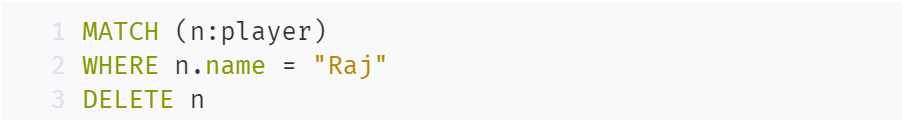 1 MATCH (n:player)
2 WHERE n.name = "Raj"
3 DELETE n